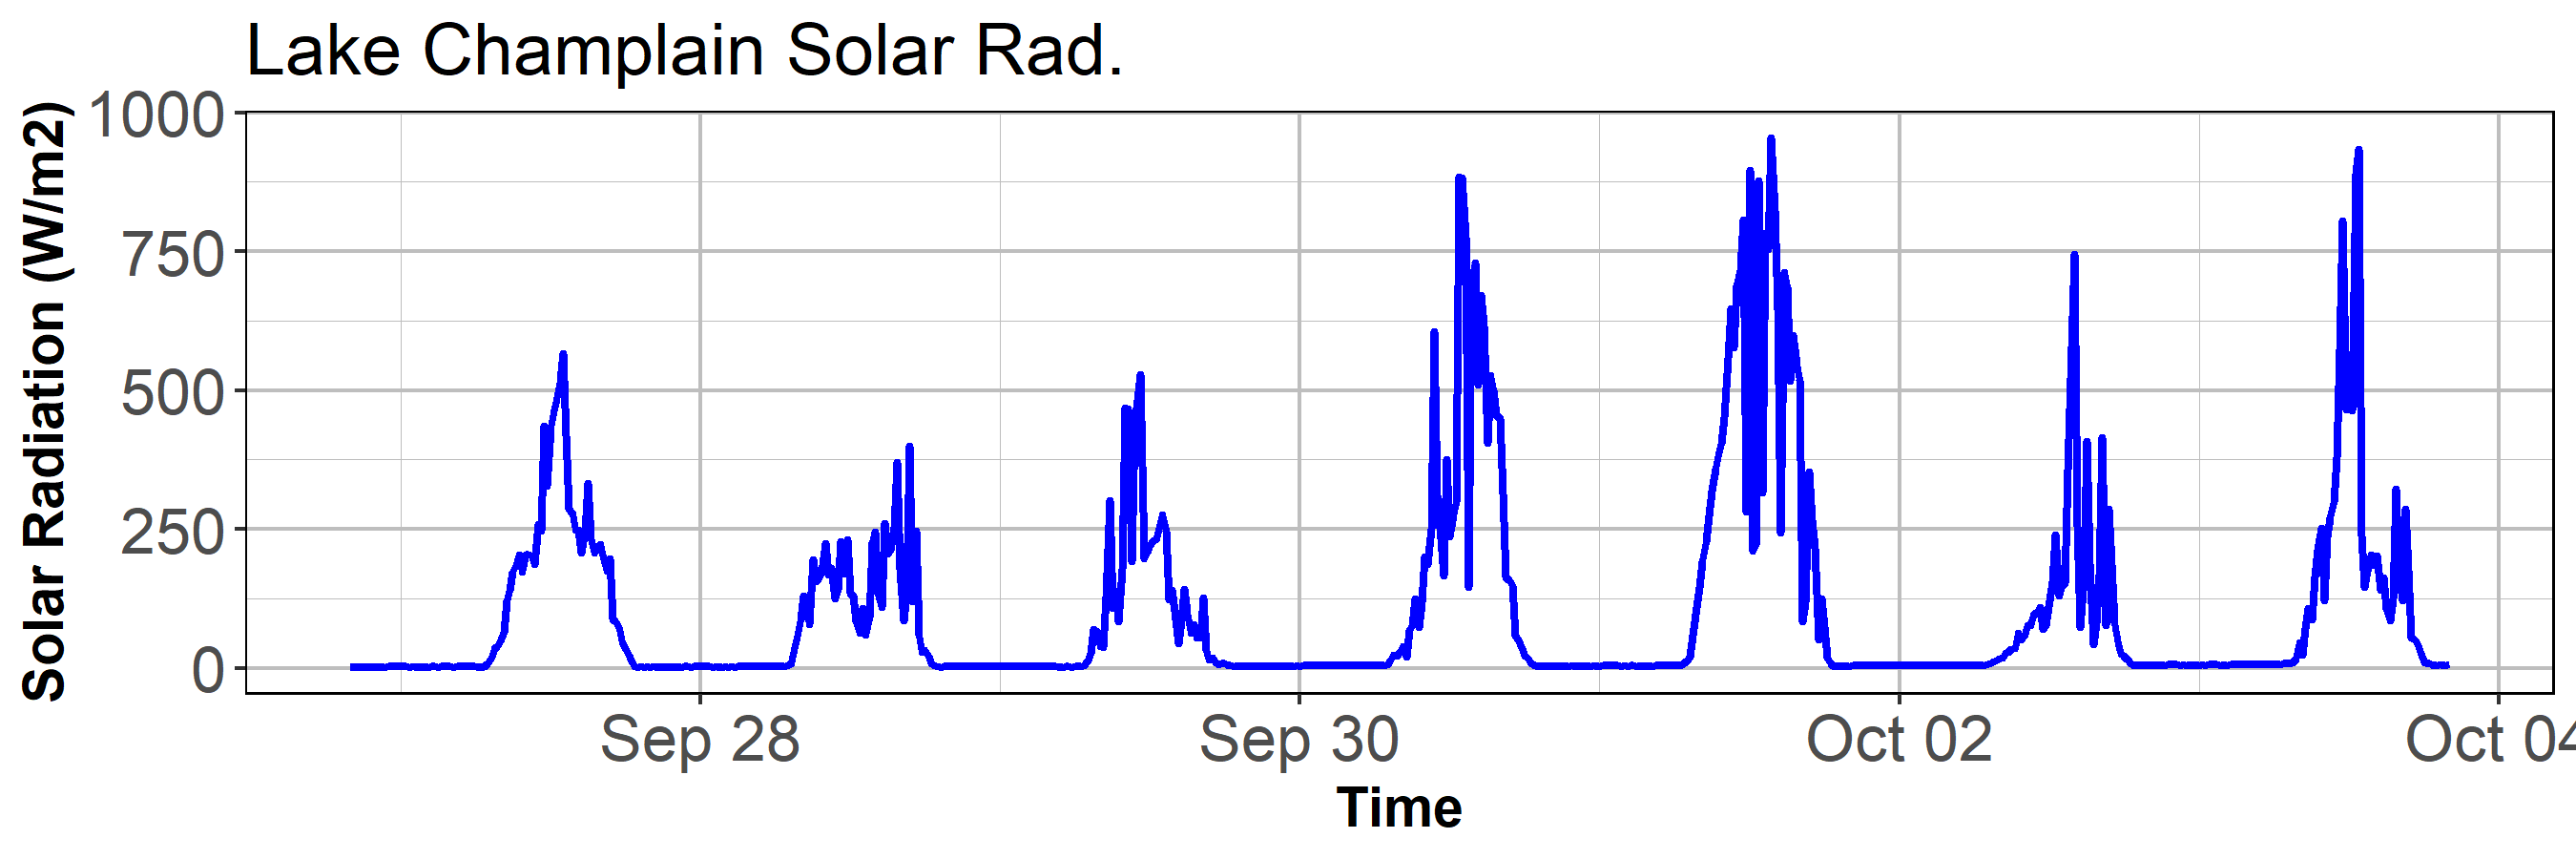 Lake Champlain Solar Rad.
Solar Radiation (W/m2)
1000
750
500
250
0
Sep 28 Sep 30 Oct 02 Oct 04
Time